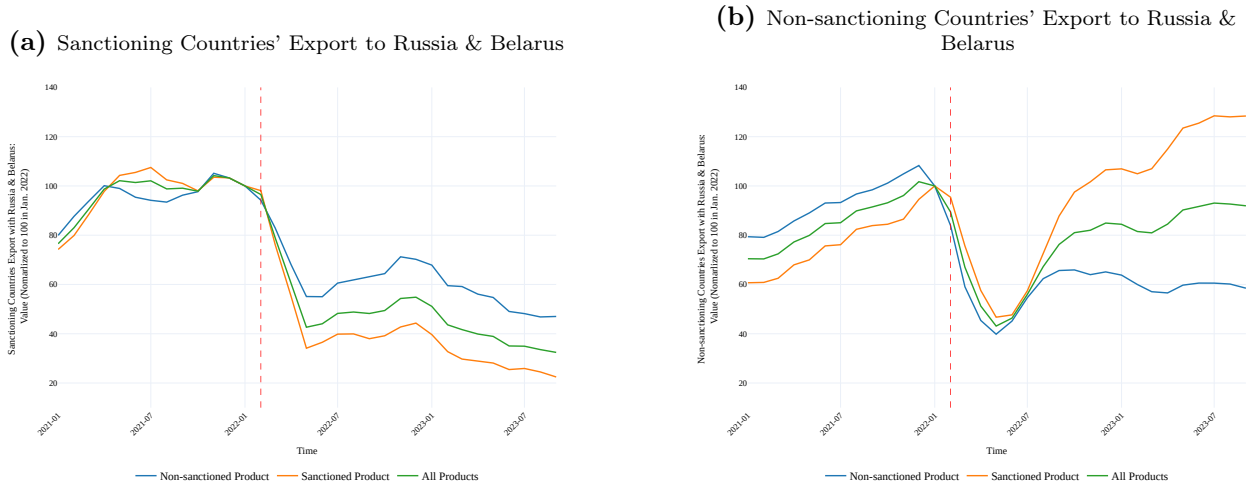 (a) Sanctioning Countries' Export to Russia & Belarus
Sanctioning Countries Export with Russia & Belarus:
Value (Nomarlized to 100 in Jan. 2022)
140
120
100
80
60
40
20
2021-01
2021-07
2022-01
2022-07
2023-01
2023-07
Time
Non-sanctioned Product
Sanctioned Product
All Products
(b) Non-sanctioning Countries' Export to Russia &
Belarus
Non-sanctioning Countries Export with Russia & Belarus:
Value (Nomarlized to 100 in Jan. 2022)
140
120
100
80
60
40
20
2021-01
2021-07
2022-01
2022-07
2023-01
2023-07
Time
Non-sanctioned Product
Sanctioned Product
All Products